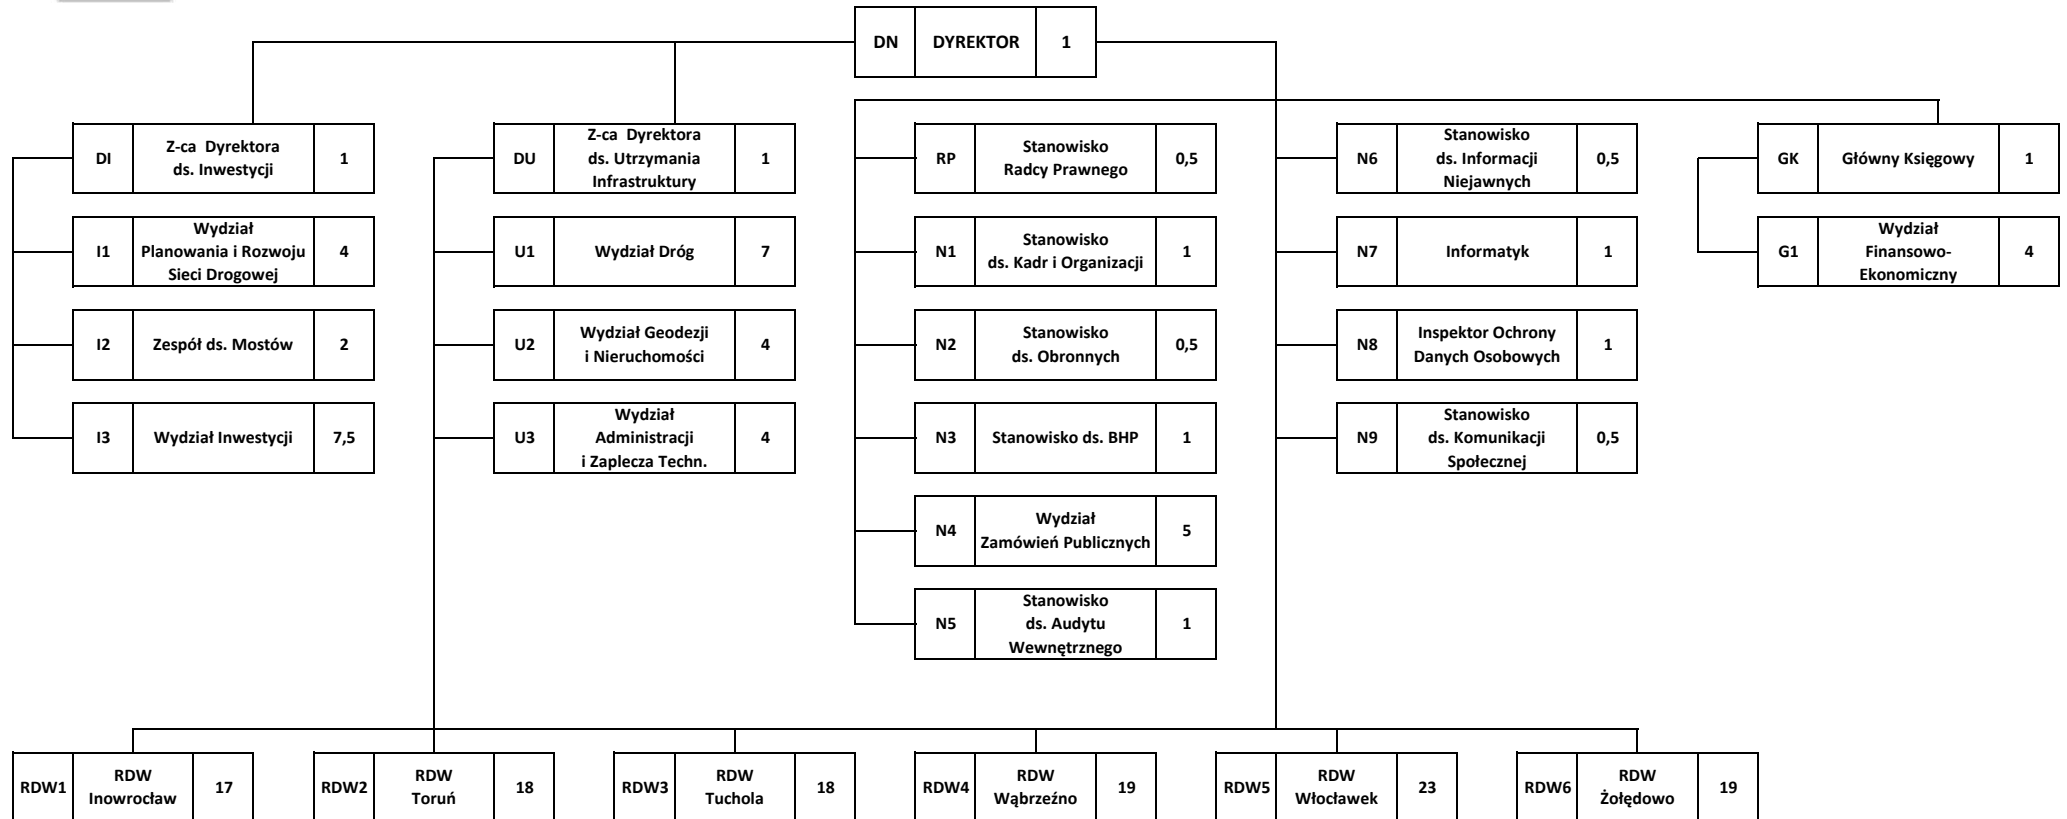 DN
DYREKTOR
1
DI
Z-ca Dyrektora
ds. Inwestycji
1
I1
Wydział
Planowania i Rozwoju
Sieci Drogowej
4
I2
Zespół ds. Mostów
2
I3
Wydział Inwestycji
7,5
DU
Z-ca Dyrektora
ds. Utrzymania
Infrastruktury
1
U1
Wydział Dróg
7
U2
Wydział Geodezji
i Nieruchomości
4
U3
Wydział
Administracji
i Zaplecza Techn.
4
RP
Stanowisko
Radcy Prawnego
0,5
N1
Stanowisko
ds. Kadr i Organizacji
1
N2
Stanowisko
ds. Obronnych
0,5
N3
Stanowisko ds. BHP
1
N4
Wydział
Zamówień Publicznych
5
N5
Stanowisko
ds. Audytu
Wewnętrznego
1
N6
Stanowisko
ds. Informacji
Niejawnych
0,5
N7
Informatyk
1
N8
Inspektor Ochrony
Danych Osobowych
1
N9
Stanowisko
ds. Komunikacji
Społecznej
0,5
GK
Główny Księgowy
1
G1
Wydział
Finansowo-
Ekonomiczny
4
RDW1
RDW
Inowrocław
17
RDW2
RDW
Toruń
18
RDW3
RDW
Tuchola
18
RDW4
RDW
Wąbrzeźno
19
RDW5
RDW
Włocławek
23
RDW6
RDW
Żołędowo
19